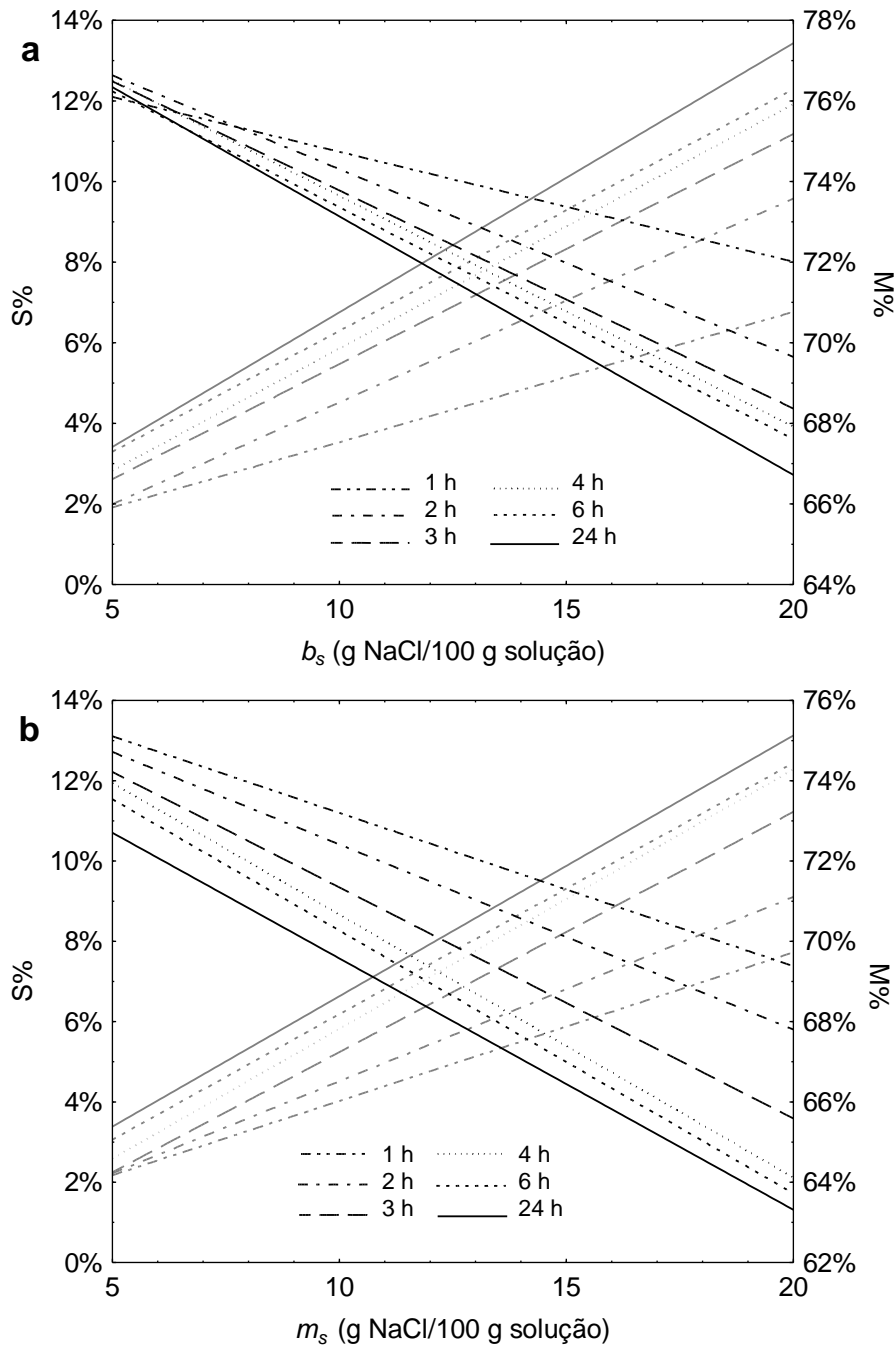 a
14%
12%
10%
8%
6%
4%
2%
0%
S%
78%
76%
74%
72%
70%
68%
66%
64%
M%
1 h
2 h
3 h
4 h
6 h
24 h
5
10
15
20
b_s (g NaCl/100 g solução)
b
14%
12%
10%
8%
6%
4%
2%
0%
S%
76%
74%
72%
70%
68%
66%
64%
62%
M%
1 h
2 h
3 h
4 h
6 h
24 h
5
10
15
20
m_s (g NaCl/100 g solução)